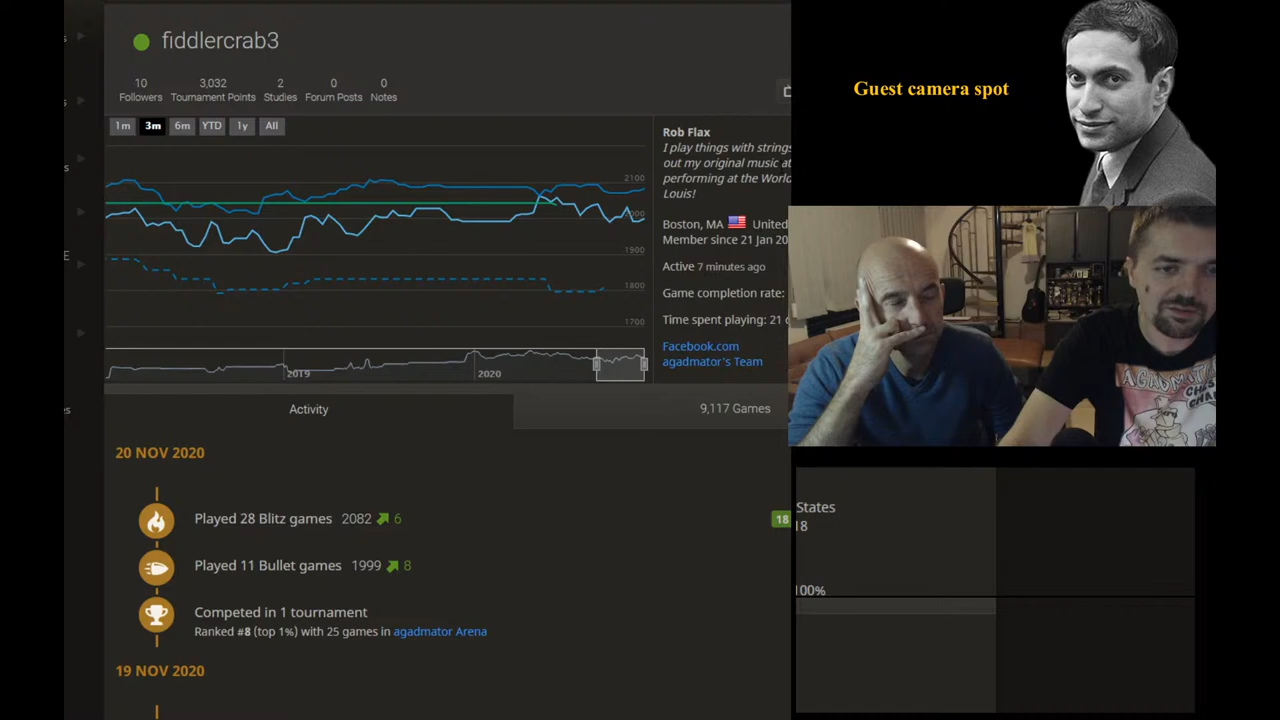 fiddlercrab3
10 3,032 2 0 0
Followers Tournament Points Studies Forum Posts Notes
1m 3m 6m YTD 1y All
2100
2000
1900
1800
1700
2019 2020
Rob Flax
I play things with strings
out my original music at
performing at the World
Louis!
Boston, MA United
Member since 21 Jan 20
Active 7 minutes ago
Game completion rate:
Time spent playing: 21
Facebook.com
agadmator's Team
Activity
9,117 Games
20 NOV 2020
Played 28 Blitz games 2082 6
18
Played 11 Bullet games 1999 8
Competed in 1 tournament
Ranked #8 (top 1%) with 25 games in agadmator Arena
19 NOV 2020
Guest camera spot
AGADMATOR
CHESS
States
18
100%